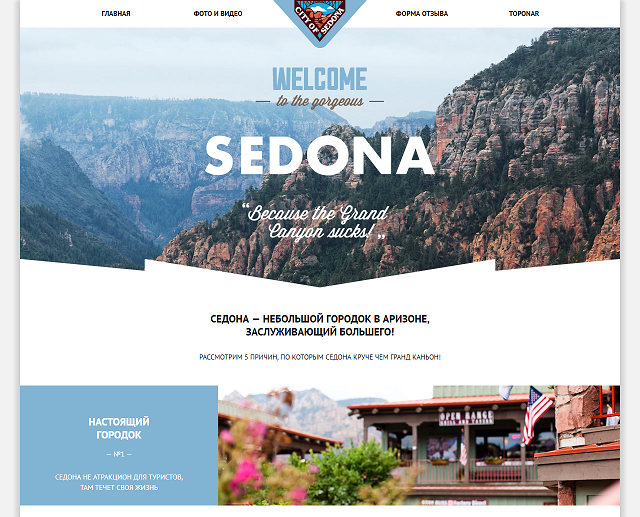 ГЛАВНАЯ ФОТО И ВИДЕО ФОРМА ОТЗЫВА TOPONAR
CITY OF SEDONA
WELCOME
to the gorgeous
SEDONA
“Because the Grand
Canyon sucks!„
СЕДОНА — НЕБОЛЬШОЙ ГОРОДОК В АРИЗОНЕ,
ЗАСЛУЖИВАЮЩИЙ БОЛЬШЕГО!
РАССМОТРИМ 5 ПРИЧИН, ПО КОТОРЫМ СЕДОНА КРУЧЕ ЧЕМ ГРАНД КАНЬОН!
НАСТОЯЩИЙ
ГОРОДОК
— №1 —
СЕДОНА НЕ АТРАКЦИОН ДЛЯ ТУРИСТОВ,
ТАМ ТЕЧЕТ СВОЯ ЖИЗНЬ
OPEN RANGE